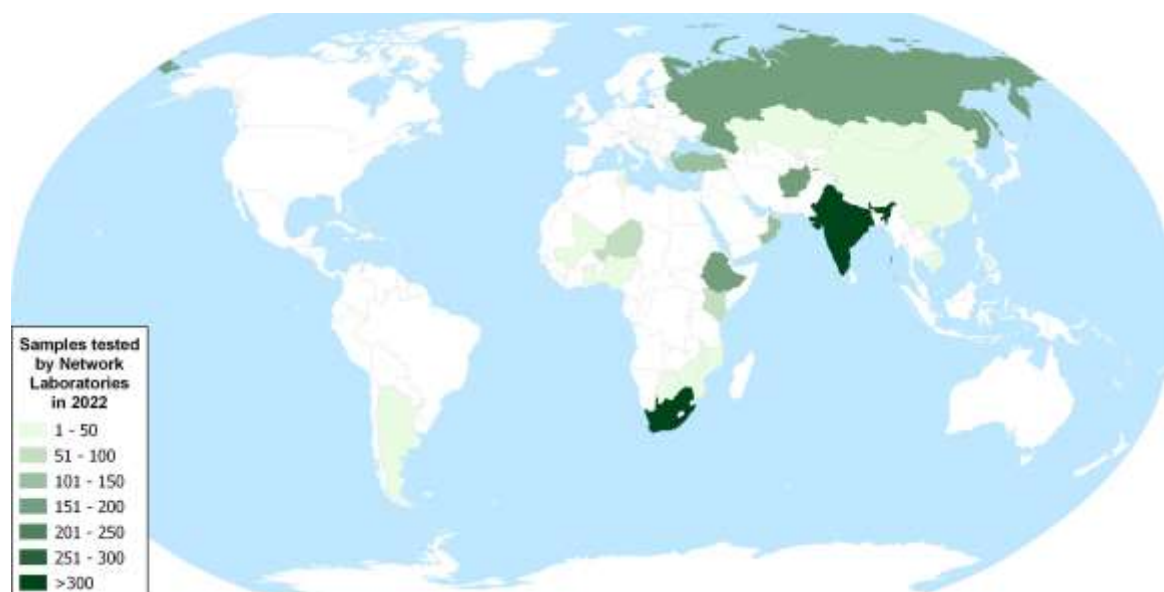 Samples tested
by Network
Laboratories
in 2022
1 - 50
51 - 100
101 - 150
151 - 200
201 - 250
251 - 300
>300